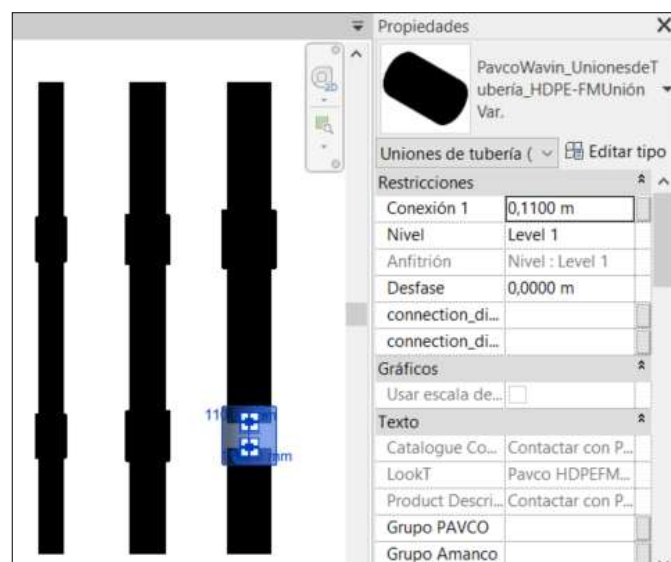 Propiedades
PavcoWavin_UnionesdeT
ubería_HDPE-FMUnión
Var.
Uniones de tubería (
Editar tipo
Restricciones
Conexión 1 0,1100 m
Nivel Level 1
Anfitrión Nivel : Level 1
Desfase 0,0000 m
connection_di...
connection_di...
Gráficos
Usar escala de...
Texto
Catalogue Co... Contactar con P...
LookT Pavco HDPEFM...
Product Descri... Contactar con P...
Grupo PAVCO
Grupo Amanco
2D
mm